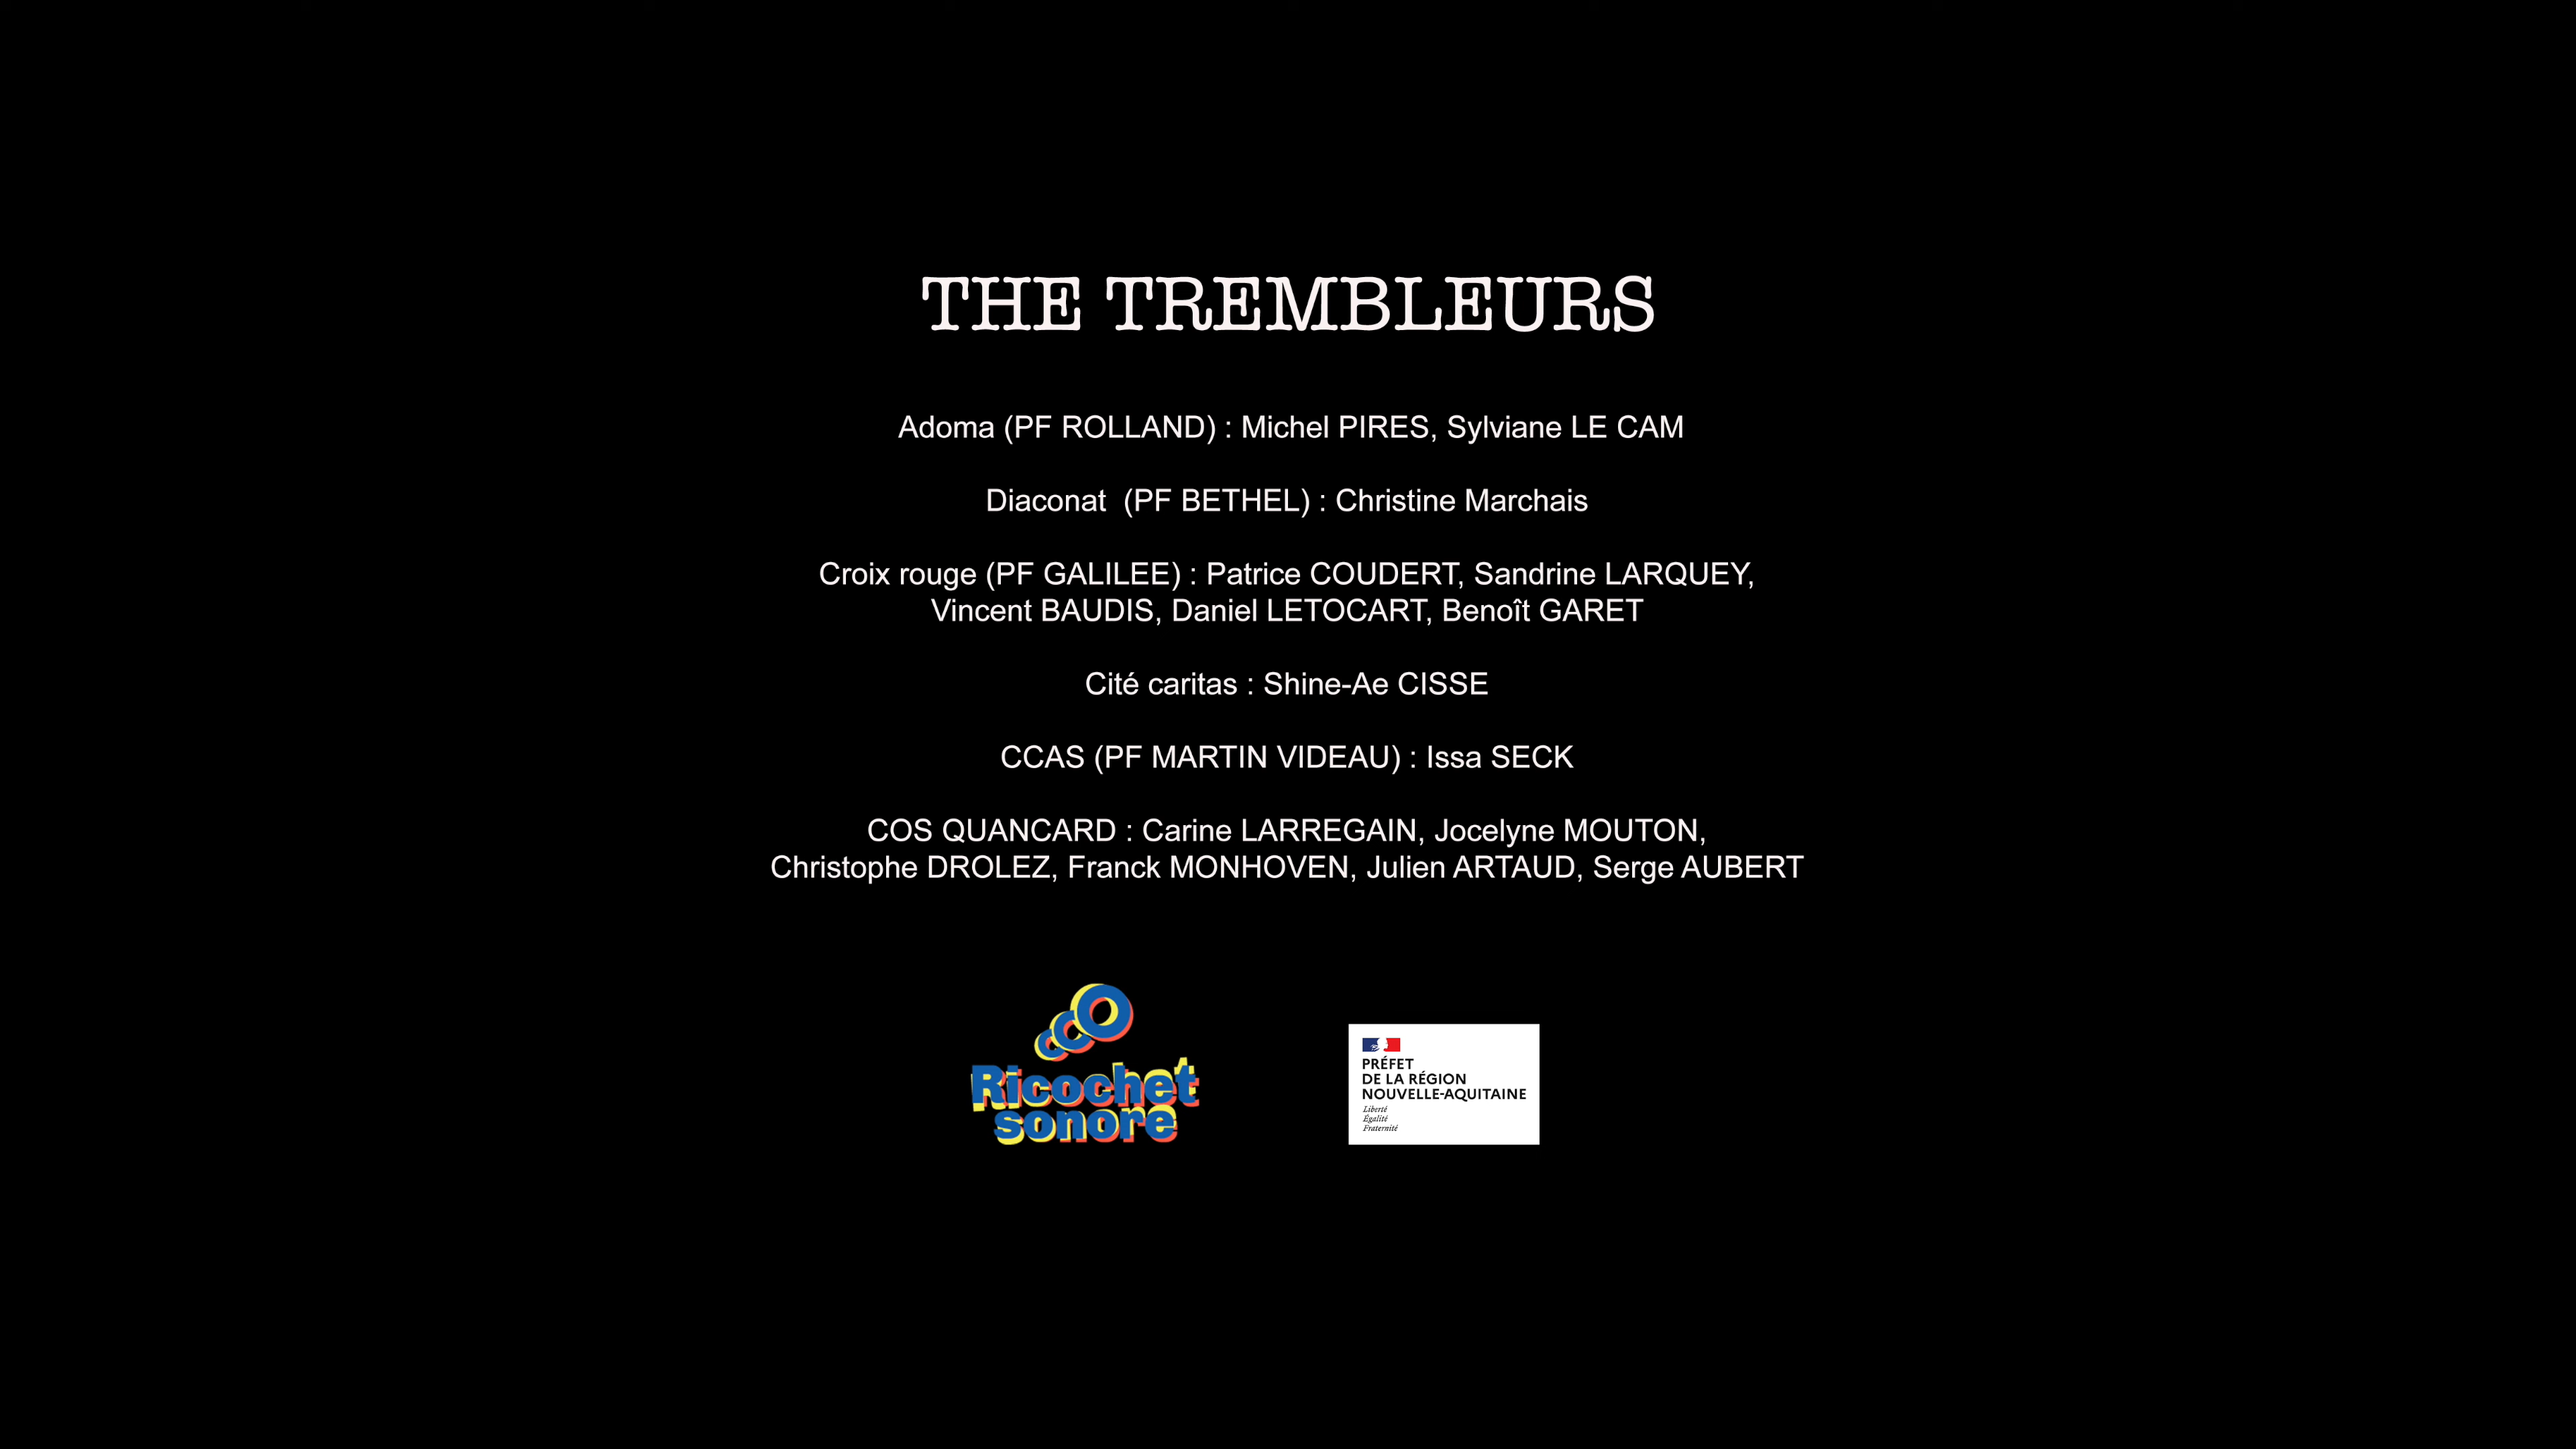 THE TREMBLEURS
Adoma (PF ROLLAND) : Michel PIRES, Sylviane LE CAM
Diaconat  (PF BETHEL) : Christine Marchais
Croix rouge (PF GALILEE) : Patrice COUDERT, Sandrine LARQUEY,
Vincent BAUDIS, Daniel LETOCART, Benoît GARET
Cité caritas : Shine-Ae CISSE
CCAS (PF MARTIN VIDEAU) : Issa SECK
COS QUANCARD : Carine LARREGAIN, Jocelyne MOUTON,
Christophe DROLEZ, Franck MONHOVEN, Julien ARTAUD, Serge AUBERT
Ricochet
sonore
PRÉFET
DE LA RÉGION
NOUVELLE-AQUITAINE
Liberté
Égalité
Fraternité